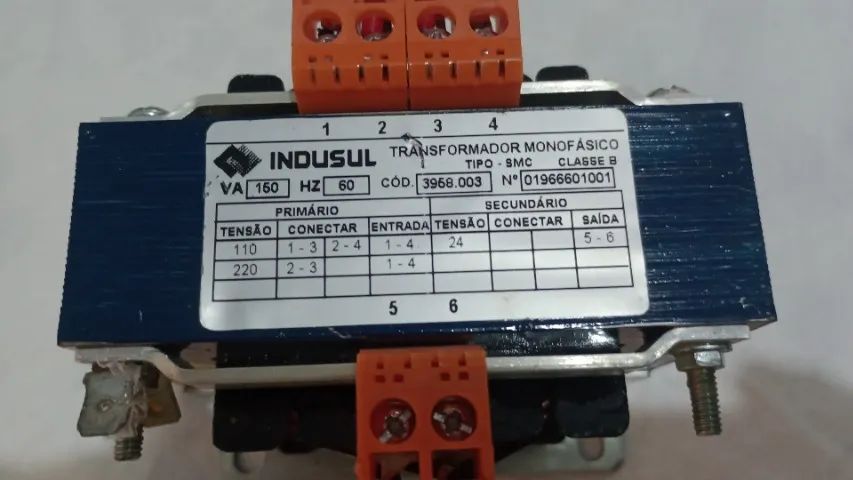 1 2 3 4
INDUSUL TRANSFORMADOR MONOFÁSICO
TIPO - SMC CLASSE B
VA 150 HZ 60 CÓD. 3958.003 Nº 01966601001
PRIMÁRIO SECUNDÁRIO
TENSÃO CONECTAR ENTRADA TENSÃO CONECTAR SAÍDA
110 1 - 3 2 - 4 1 - 4 24 5 - 6
220 2 - 3 1 - 4
5 6